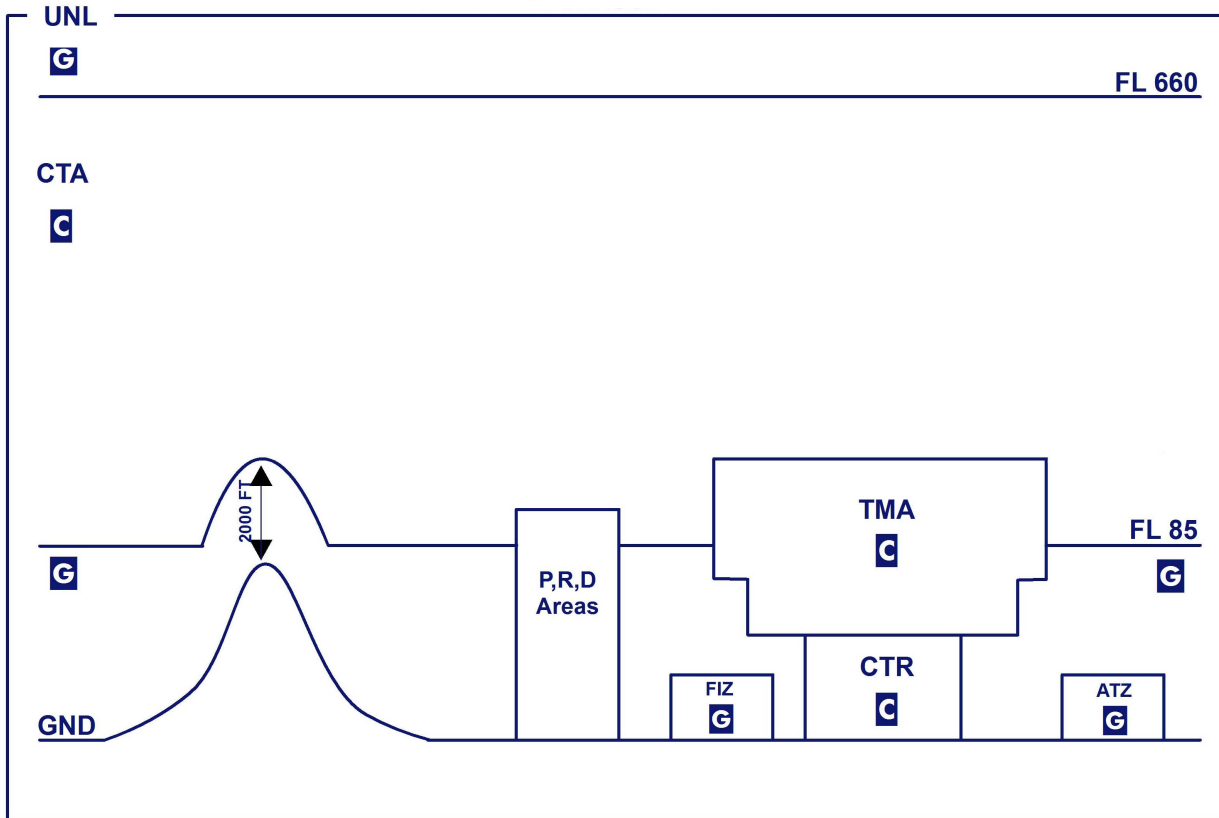 UNL
G
FL 660
CTA
C
2000 FT
TMA
C
FL 85
G
G
P,R,D
Areas
FIZ
G
CTR
C
ATZ
G
GND